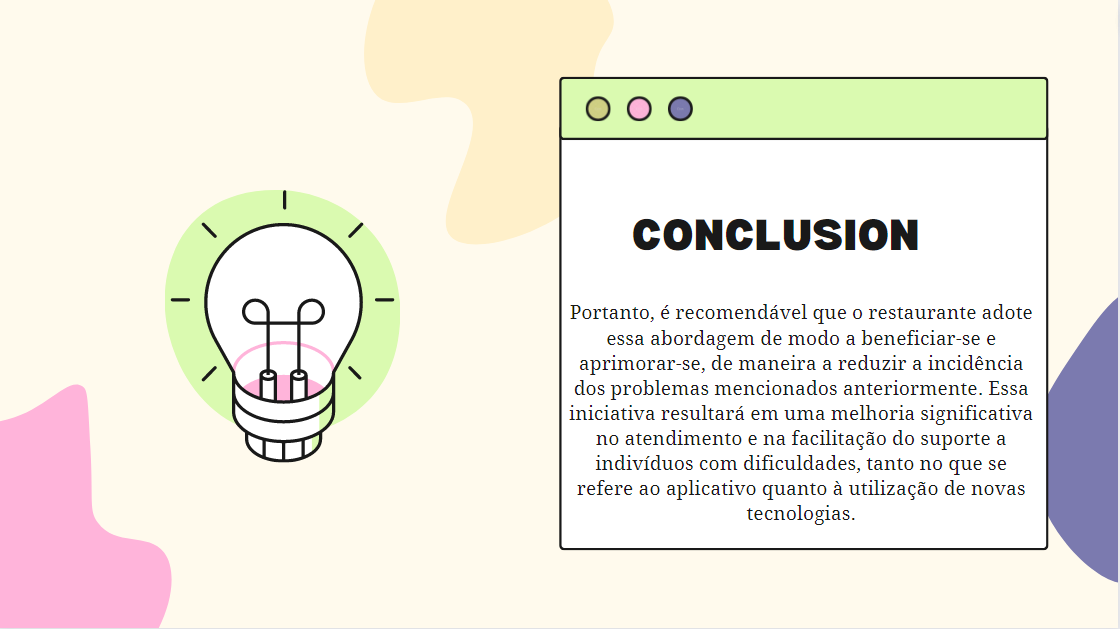 CONCLUSION
Portanto, é recomendável que o restaurante adote
essa abordagem de modo a beneficiar-se e
aprimorar-se, de maneira a reduzir a incidência
dos problemas mencionados anteriormente. Essa
iniciativa resultará em uma melhoria significativa
no atendimento e na facilitação do suporte a
indivíduos com dificuldades, tanto no que se
refere ao aplicativo quanto à utilização de novas
tecnologias.